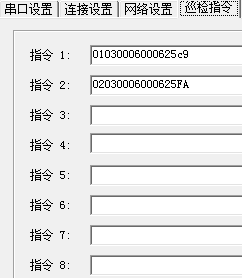 串口设置 连接设置 网络设置 巡检指令
指令 1: 01030006000625c9
指令 2: 02030006000625FA
指令 3:
指令 4:
指令 5:
指令 6:
指令 7:
指令 8: